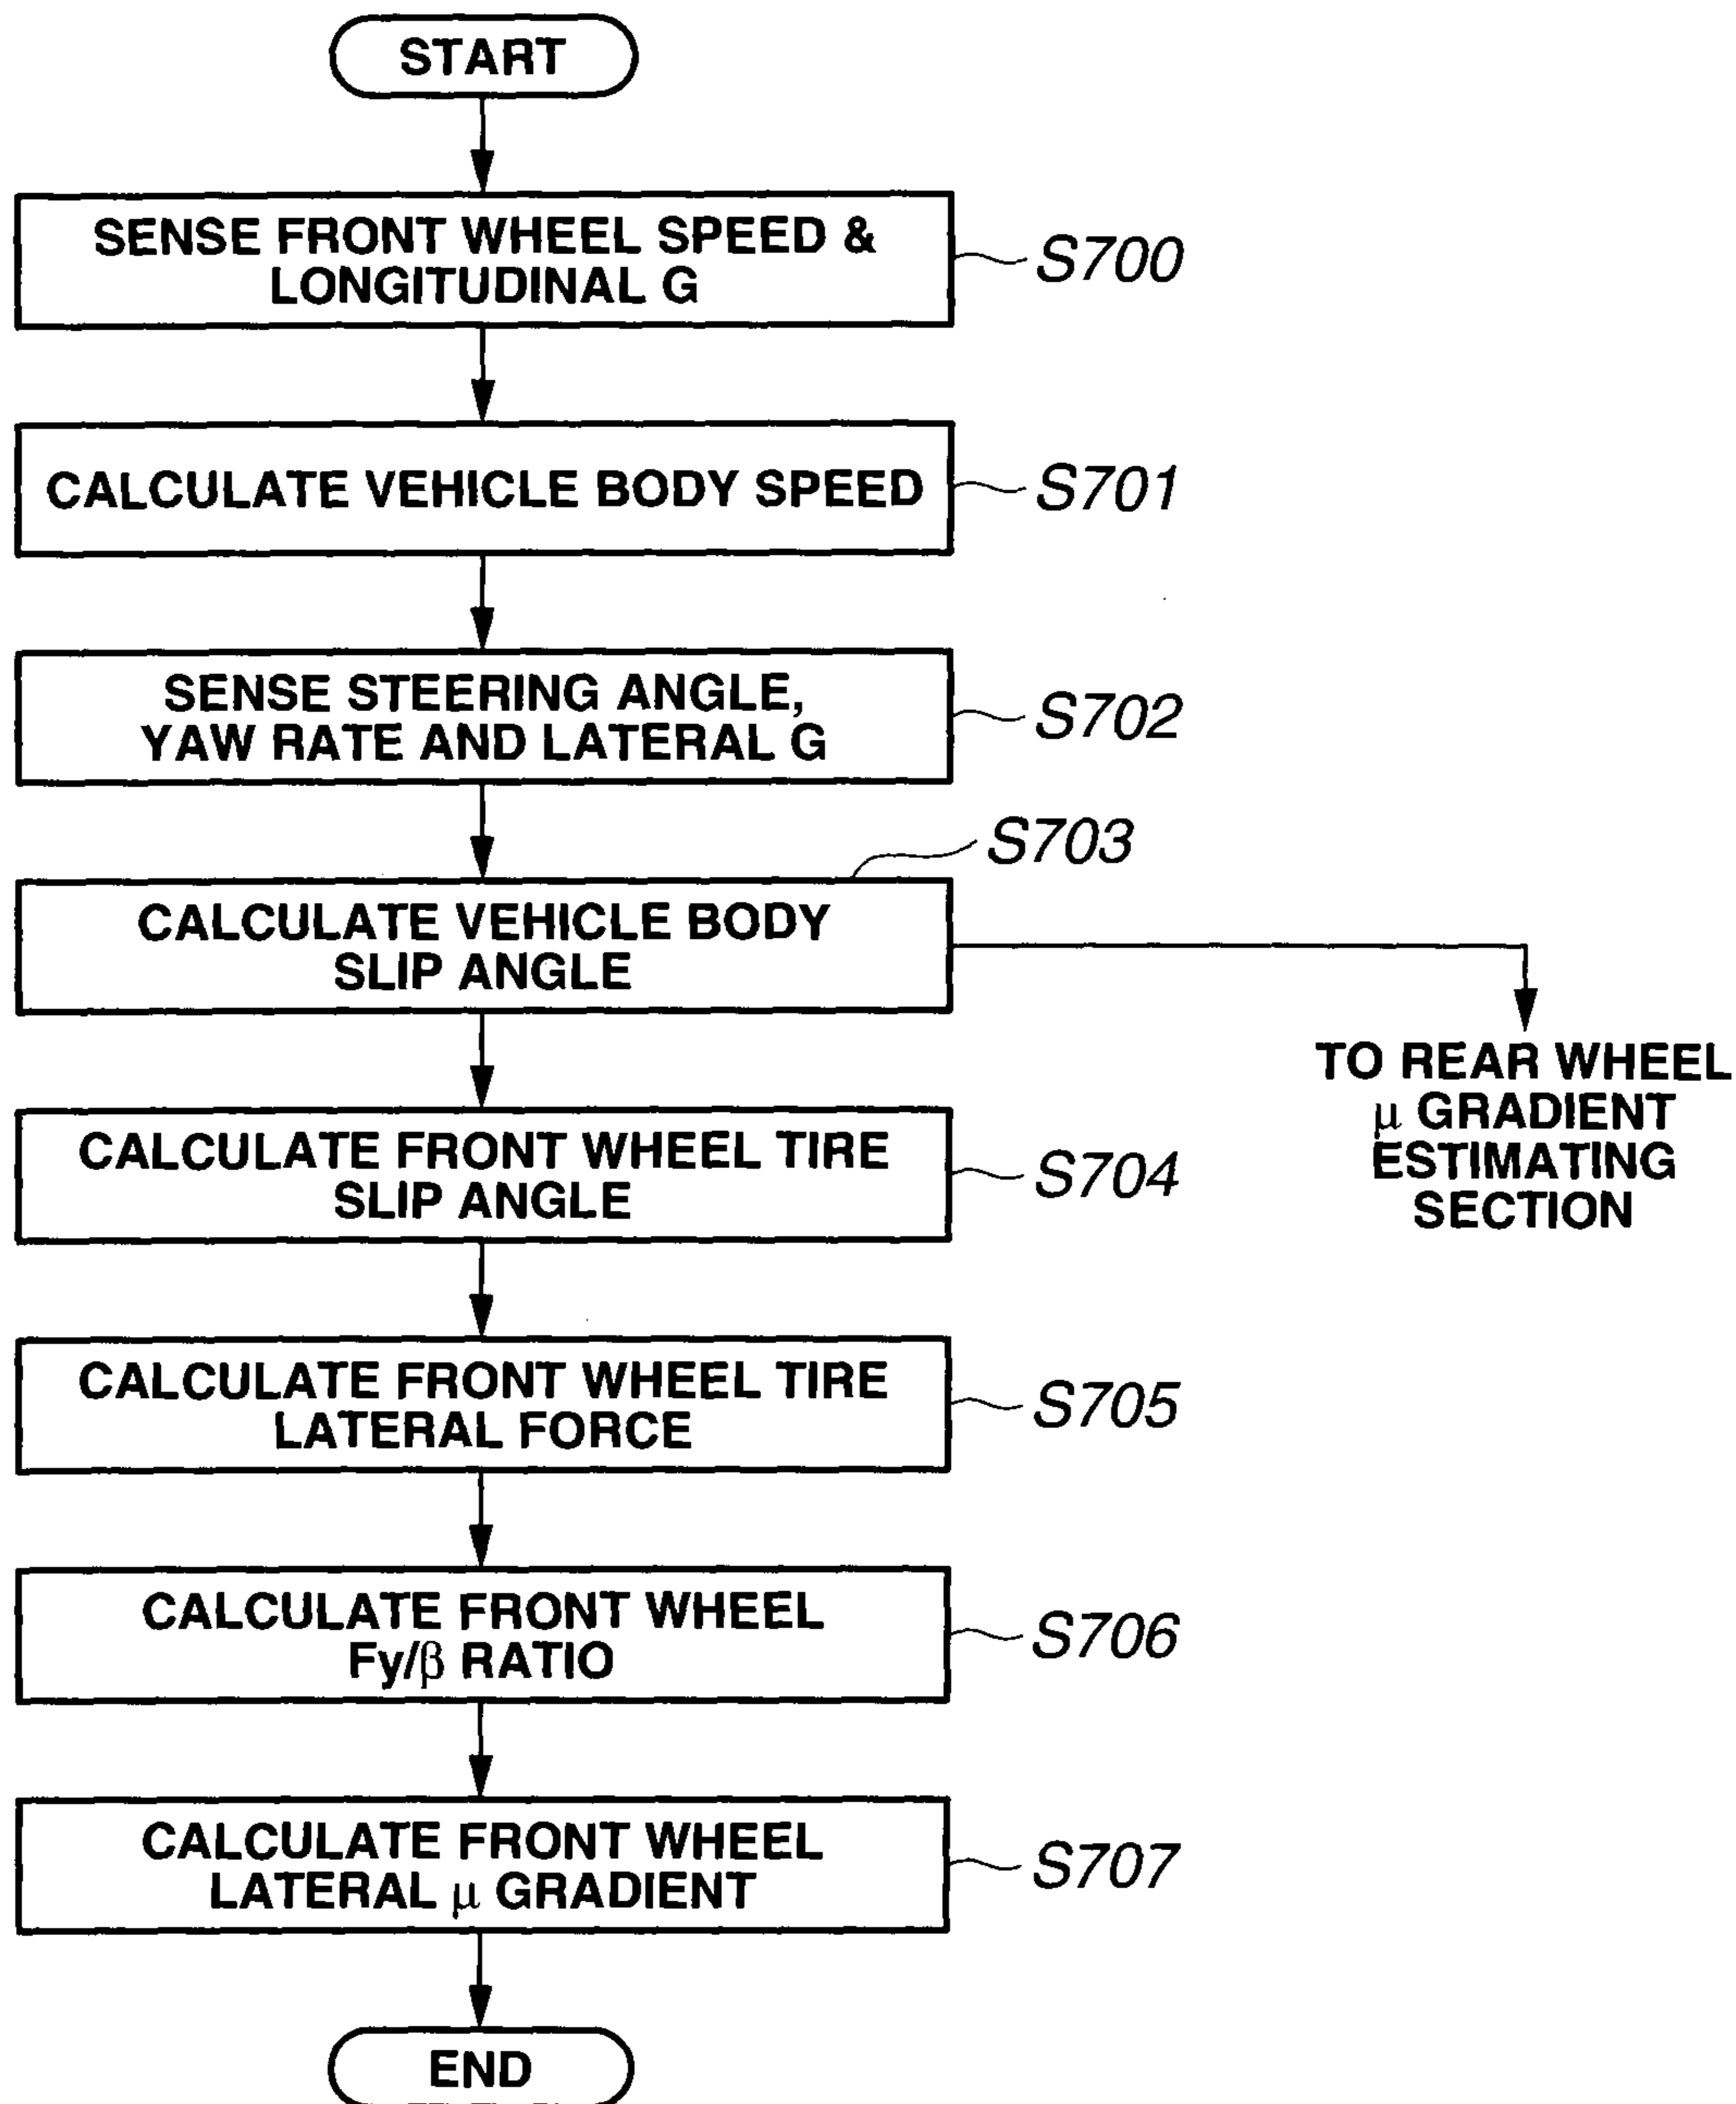 START
SENSE FRONT WHEEL SPEED &
LONGITUDINAL G
S700
CALCULATE VEHICLE BODY SPEED
S701
SENSE STEERING ANGLE,
YAW RATE AND LATERAL G
S702
S703
CALCULATE VEHICLE BODY
SLIP ANGLE
TO REAR WHEEL
μ GRADIENT
ESTIMATING
SECTION
CALCULATE FRONT WHEEL TIRE
SLIP ANGLE
S704
CALCULATE FRONT WHEEL TIRE
LATERAL FORCE
S705
CALCULATE FRONT WHEEL
Fy/β RATIO
S706
CALCULATE FRONT WHEEL
LATERAL μ GRADIENT
S707
END